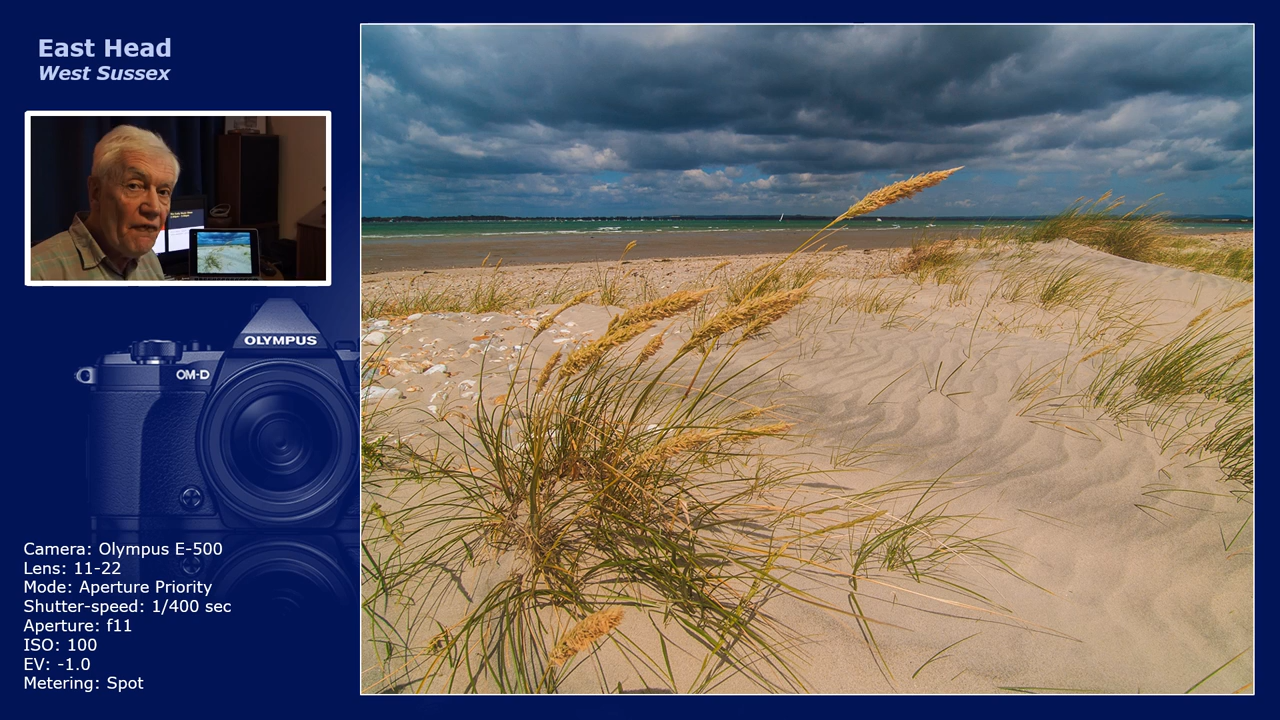 East Head
West Sussex
OLYMPUS
OM-D
Camera: Olympus E-500
Lens: 11-22
Mode: Aperture Priority
Shutter-speed: 1/400 sec
Aperture: f11
ISO: 100
EV: -1.0
Metering: Spot